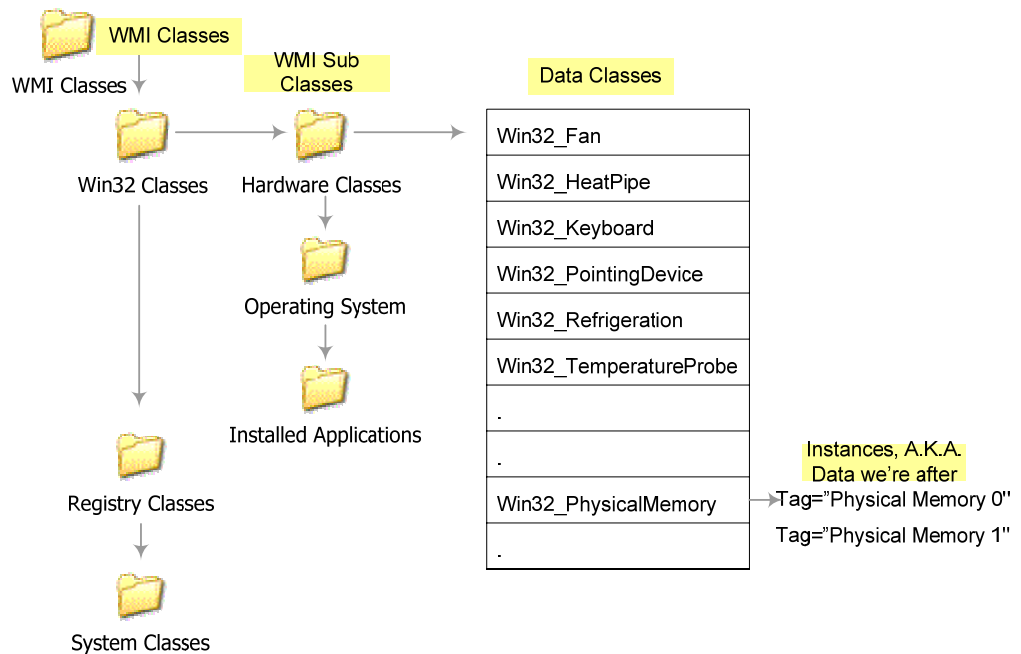 WMI Classes
WMI Classes
WMI Sub
Classes
Data Classes
Win32 Classes
Hardware Classes
Operating System
Installed Applications
Registry Classes
System Classes
Win32_Fan
Win32_HeatPipe
Win32_Keyboard
Win32_PointingDevice
Win32_Refrigeration
Win32_TemperatureProbe
.
.
Win32_PhysicalMemory
.
Instances, A.K.A.
Data we’re after
Tag=”Physical Memory 0"
Tag=”Physical Memory 1"